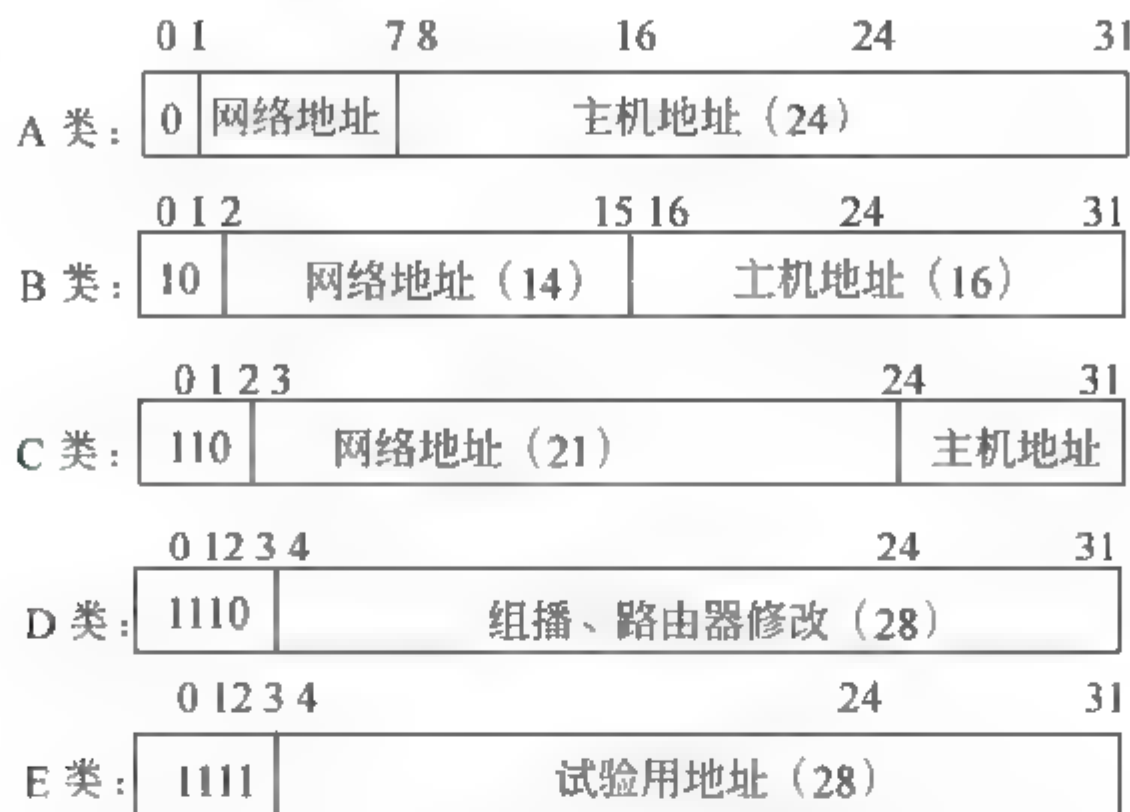 0 1 7 8 16 24 31
A 类: 0 网络地址 主机地址（24）
0 1 2 15 16 24 31
B 类: 10 网络地址（14） 主机地址（16）
0 1 2 3 24 31
C 类: 110 网络地址（21） 主机地址
0 12 3 4 24 31
D 类: 1110 组播、路由器修改（28）
0 12 3 4 24 31
E 类: 1111 试验用地址（28）